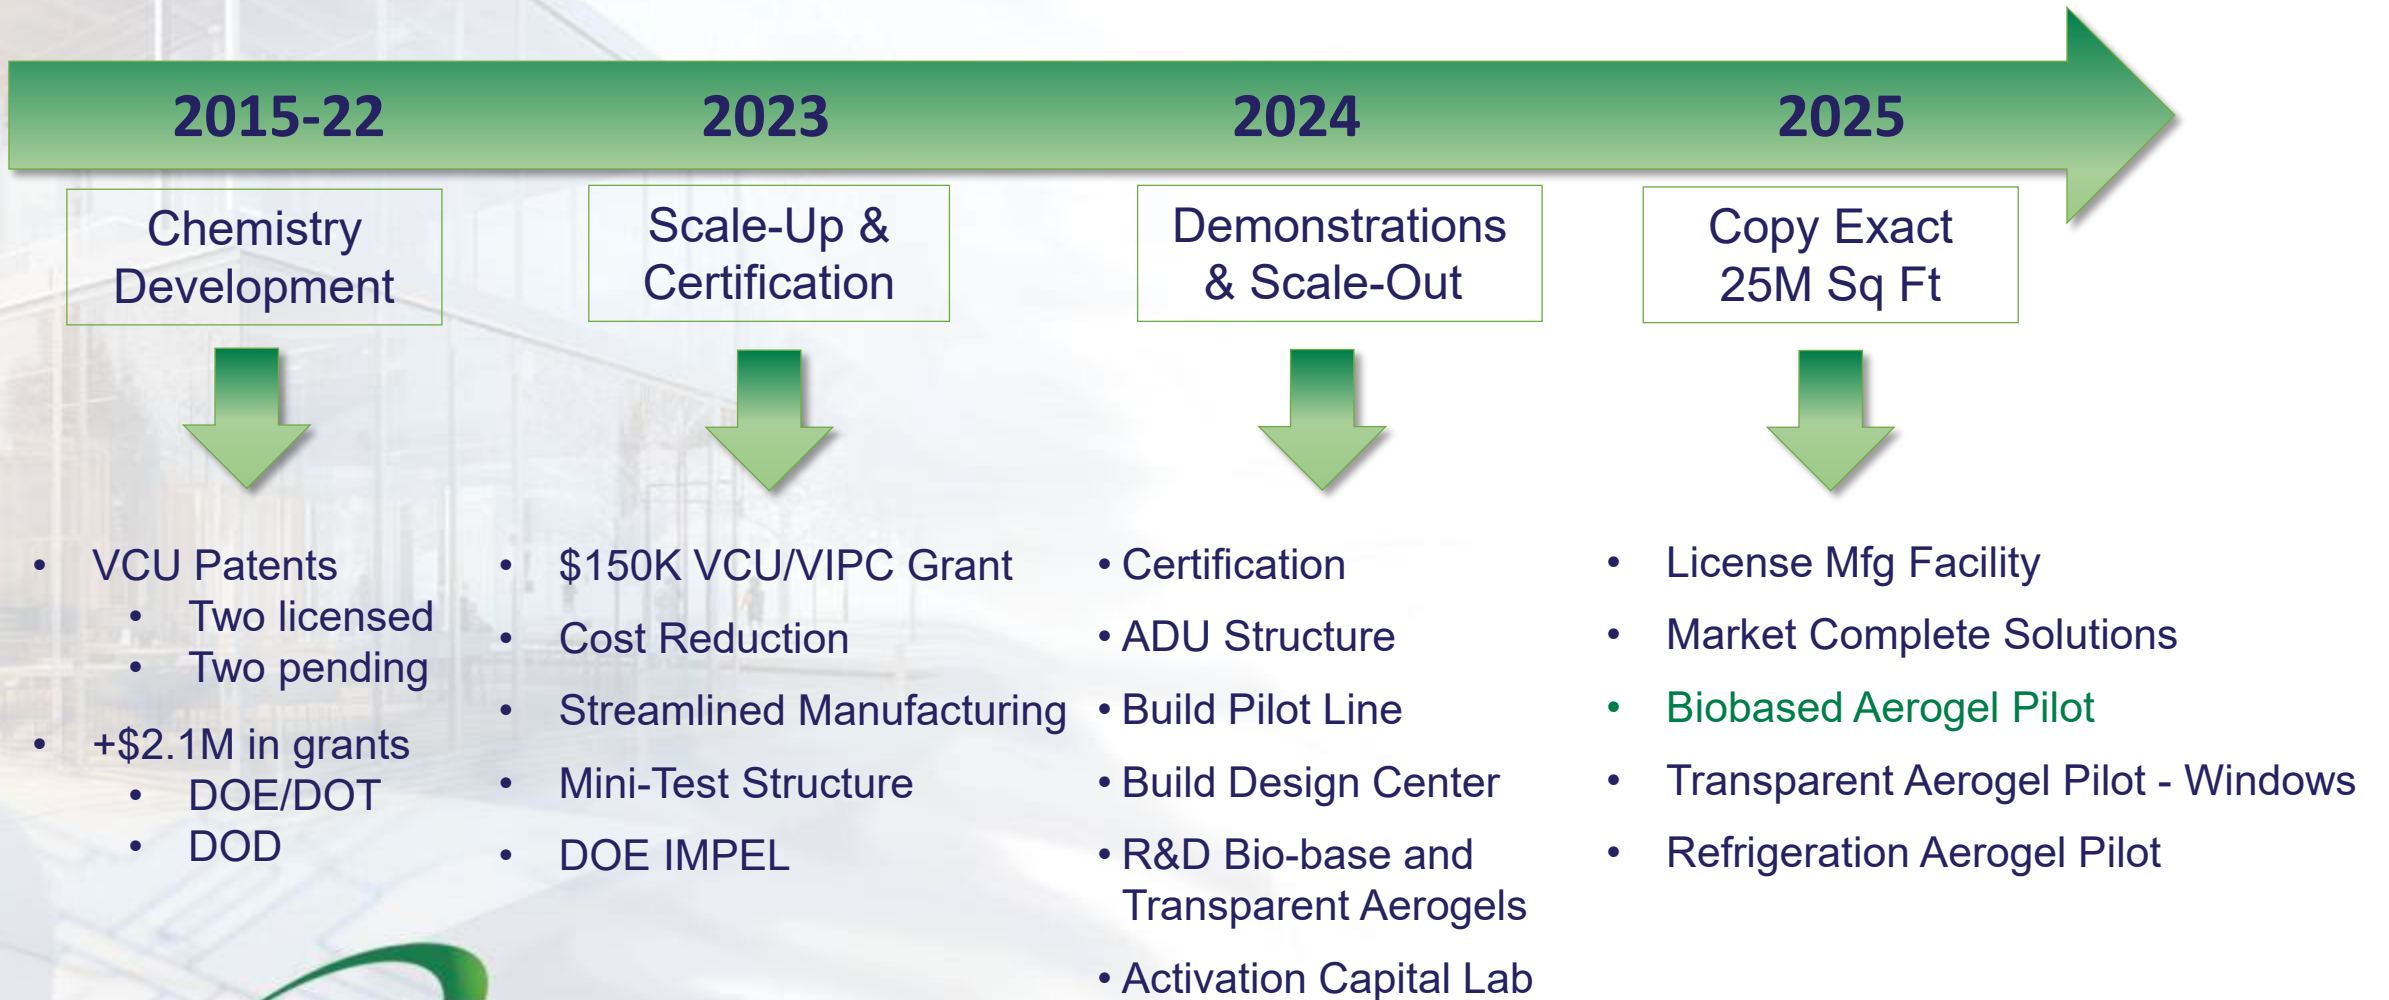 2015-22
2023
2024
2025
Chemistry
Development
Scale-Up &
Certification
Demonstrations
& Scale-Out
Copy Exact
25M Sq Ft
• VCU Patents
• Two licensed
• Two pending
• +$2.1M in grants
• DOE/DOT
• DOD
• $150K VCU/VIPC Grant
• Cost Reduction
• Streamlined Manufacturing
• Mini-Test Structure
• DOE IMPEL
• Certification
• ADU Structure
• Build Pilot Line
• Build Design Center
• R&D Bio-base and
Transparent Aerogels
• Activation Capital Lab
• License Mfg Facility
• Market Complete Solutions
• Biobased Aerogel Pilot
• Transparent Aerogel Pilot - Windows
• Refrigeration Aerogel Pilot